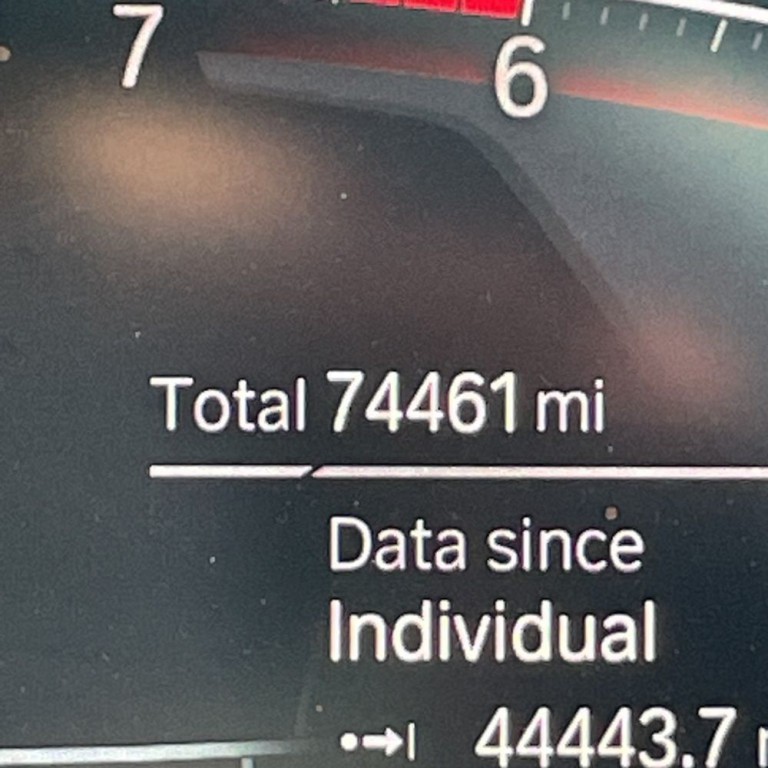 7 6
Total 74461 mi
Data since
Individual
44443.7